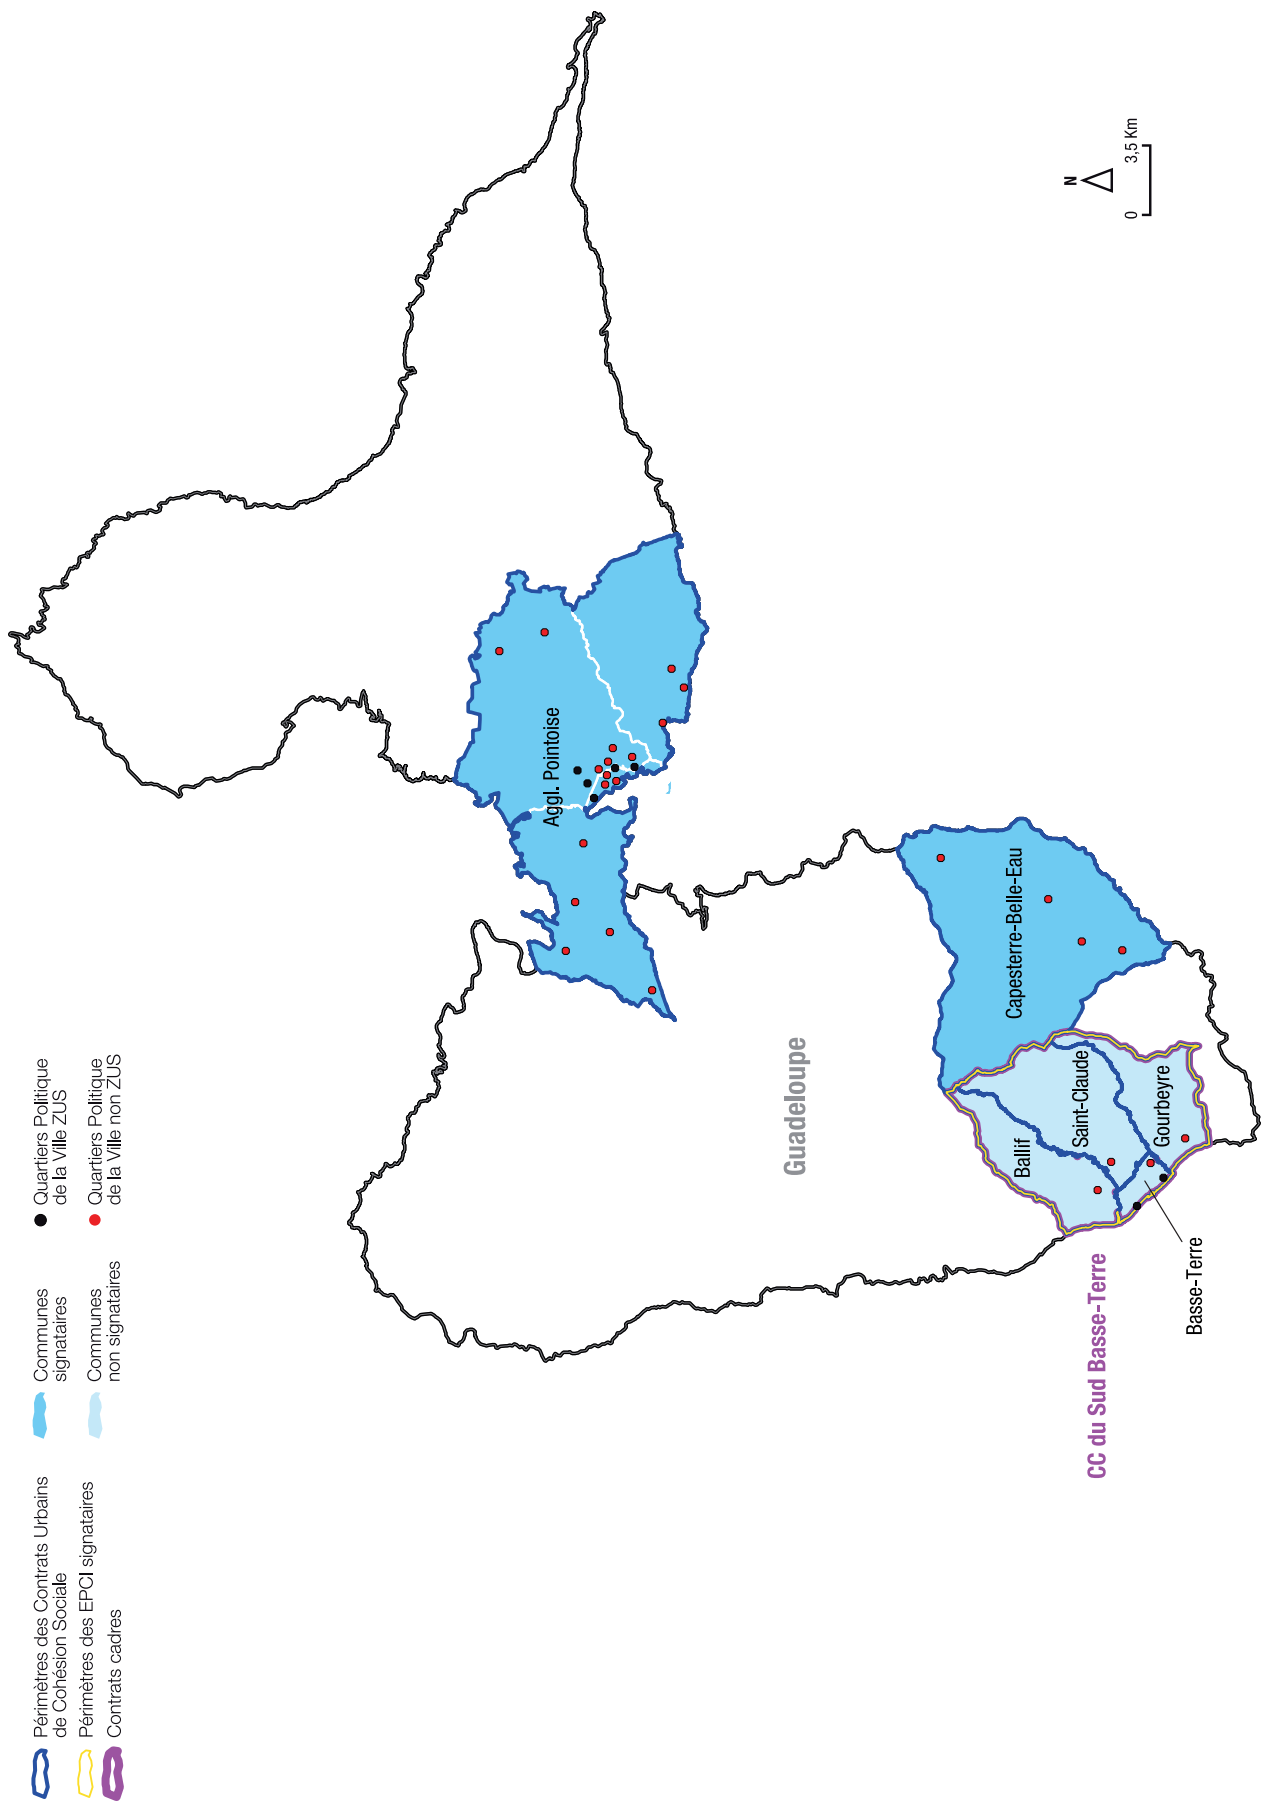 Périmètres des Contrats Urbains
de Cohésion Sociale
Périmètres des EPCI signataires
Contrats cadres
Communes
signataires
Communes
non signataires
Quartiers Politique
de la Ville ZUS
Quartiers Politique
de la Ville non ZUS
Aggl. Pointoise
Guadeloupe
Capesterre-Belle-Eau
Ballif
Saint-Claude
Gourbeyre
CC du Sud Basse-Terre
Basse-Terre
N
0
3,5 Km